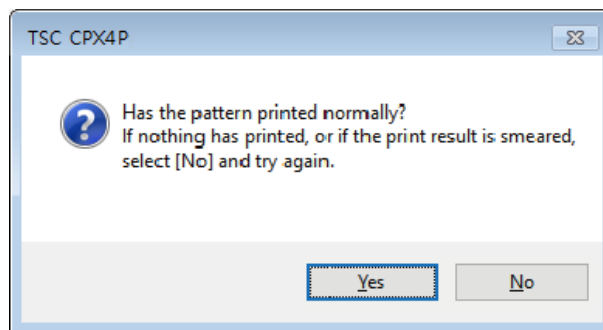 TSC CPX4P
Has the pattern printed normally?
If nothing has printed, or if the print result is smeared,
select [No] and try again.
Yes
No